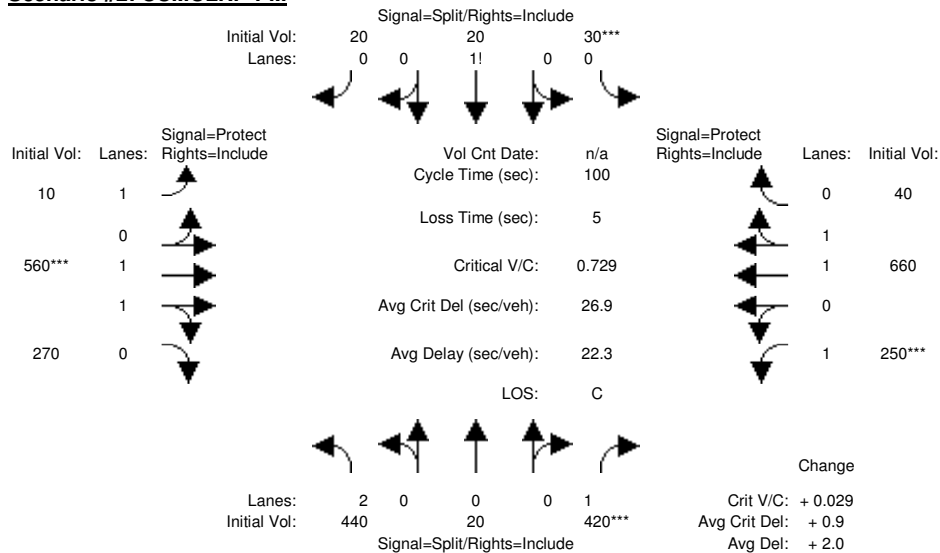 Signal=Split/Rights=Include
Initial Vol: 20 20 30***
Lanes: 0 0 1! 0 0
Signal=Protect Signal=Protect
Initial Vol: Lanes: Rights=Include Vol Cnt Date: n/a Rights=Include Lanes: Initial Vol:
Cycle Time (sec): 100
10 1 0 40
Loss Time (sec): 5
0 1
560*** 1 Critical V/C: 0.729 1 660
1 Avg Crit Del (sec/veh): 26.9 0
270 0 Avg Delay (sec/veh): 22.3 1 250***
LOS: C
Change
Lanes: 2 0 0 0 1 Crit V/C: + 0.029
Initial Vol: 440 20 420*** Avg Crit Del: + 0.9
Signal=Split/Rights=Include Avg Del: + 2.0